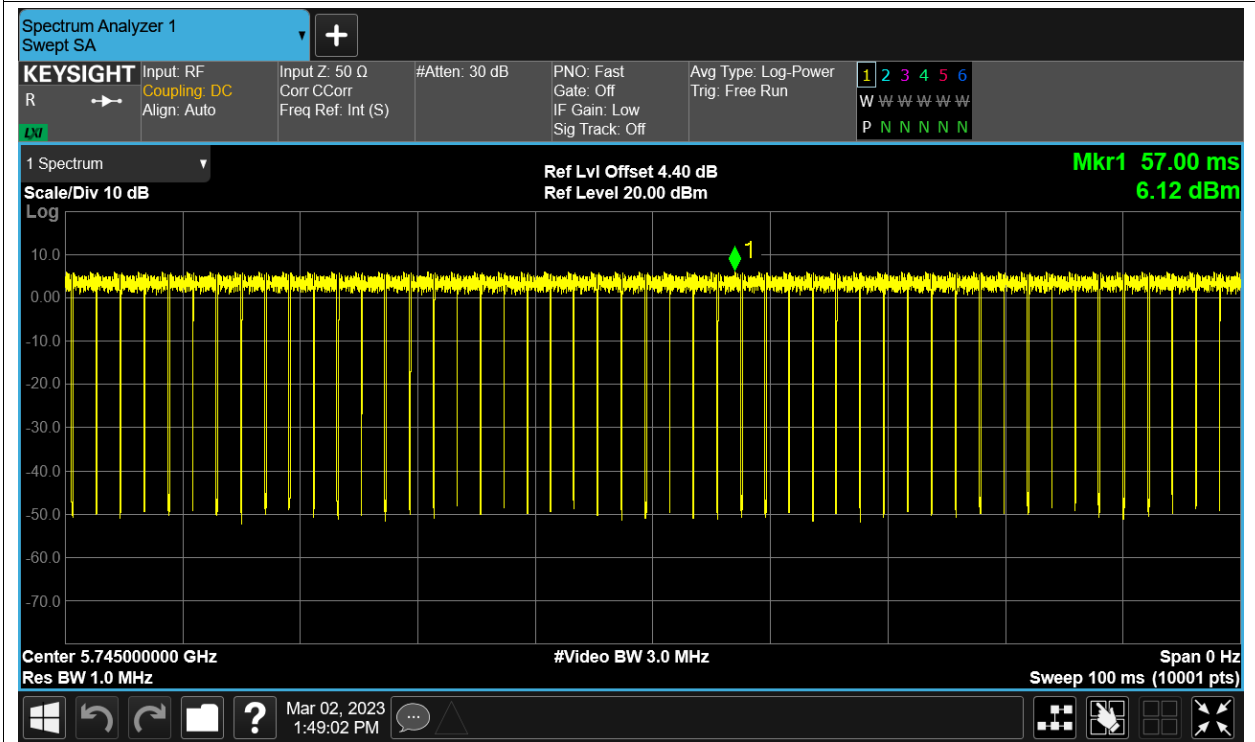 Spectrum Analyzer 1
Swept SA
KEYSIGHT
R
LXI
Input: RF
Coupling: DC
Align: Auto
Input Z: 50 Ω
Corr CCorr
Freq Ref: Int (S)
#Atten: 30 dB
PNO: Fast
Gate: Off
IF Gain: Low
Sig Track: Off
Avg Type: Log-Power
Trig: Free Run
1 2 3 4 5 6
W W W W W W
P N N N N N
1 Spectrum
Scale/Div 10 dB
Log
Ref Lvl Offset 4.40 dB
Ref Level 20.00 dBm
Mkr1 57.00 ms
6.12 dBm
1
10.0
0.00
-10.0
-20.0
-30.0
-40.0
-50.0
-60.0
-70.0
Center 5.745000000 GHz
Res BW 1.0 MHz
#Video BW 3.0 MHz
Span 0 Hz
Sweep 100 ms (10001 pts)
?
Mar 02, 2023
1:49:02 PM